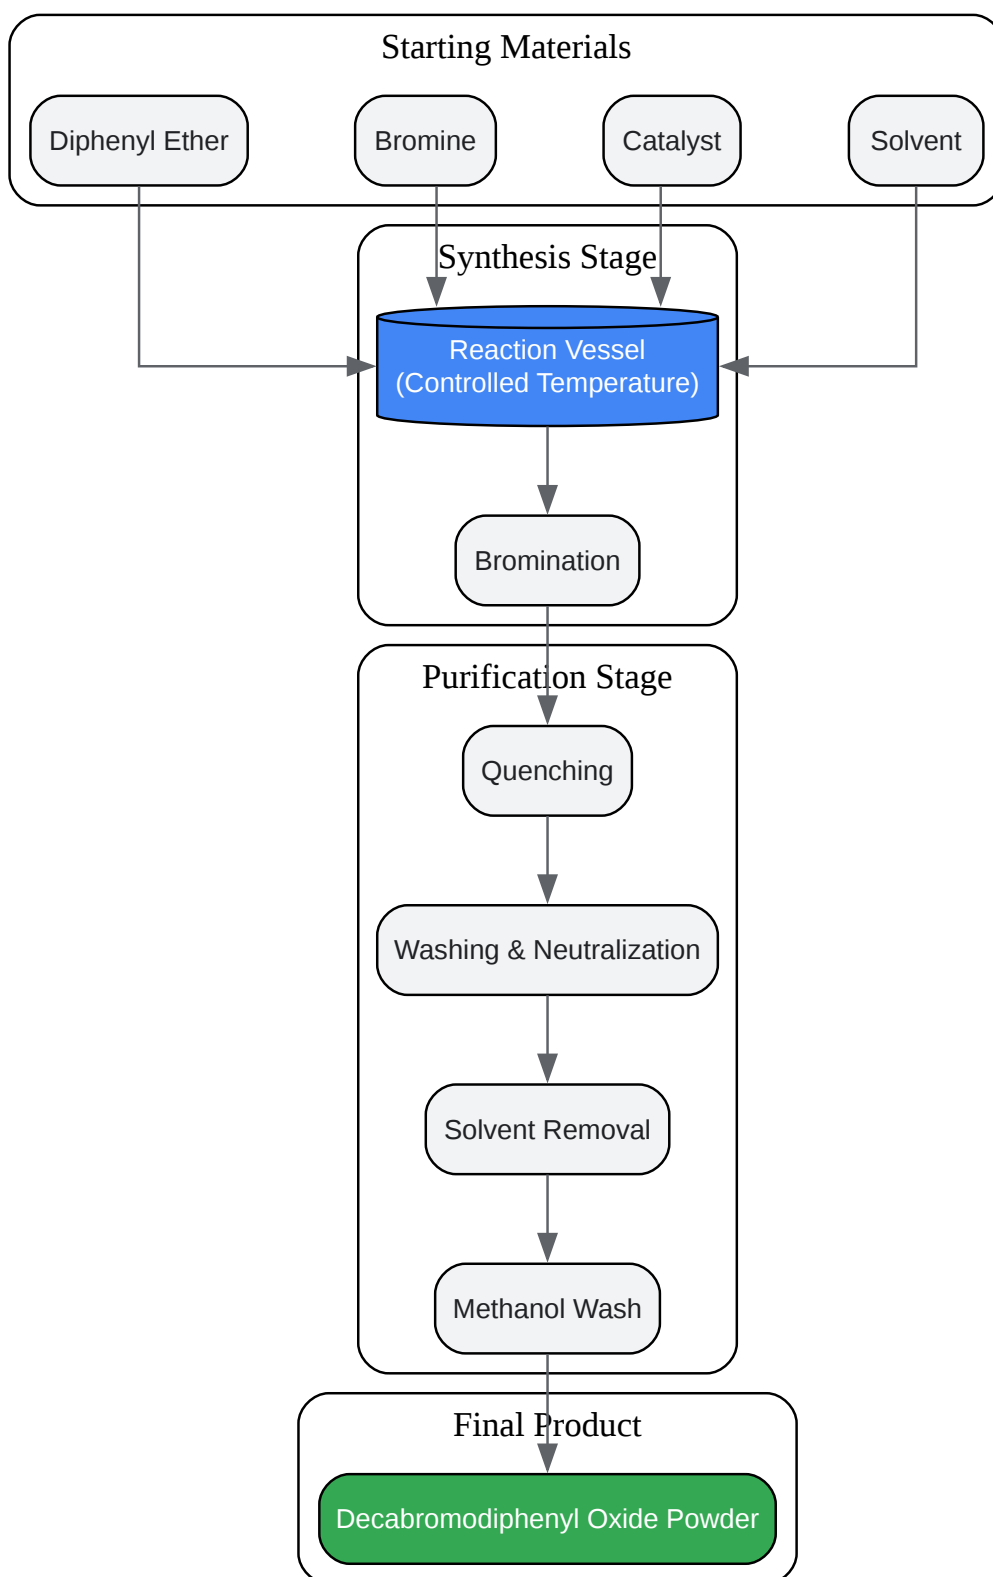 Starting Materials
Diphenyl Ether
Bromine
Catalyst
Solvent
Synthesis Stage
Reaction Vessel
(Controlled Temperature)
Bromination
Purification Stage
Quenching
Washing & Neutralization
Solvent Removal
Methanol Wash
Final Product
Decabromodiphenyl Oxide Powder